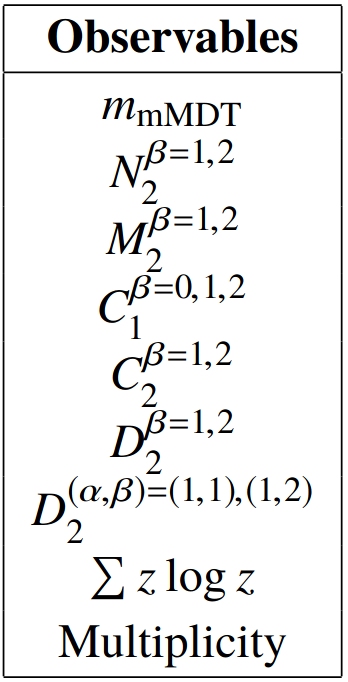 Observables
m_mMDT
N_2^{β=1,2}
M_2^{β=1,2}
C_1^{β=0,1,2}
C_2^{β=1,2}
D_2^{β=1,2}
D_2^{(α,β)=(1,1),(1,2)}
∑ z log z
Multiplicity